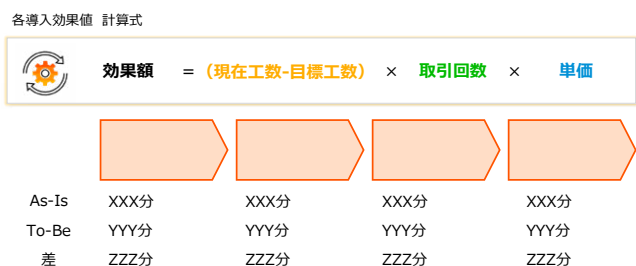 各導入効果値 計算式
効果額 = (現在工数-目標工数) × 取引回数 × 単価
As-Is XXX分 XXX分 XXX分 XXX分
To-Be YYY分 YYY分 YYY分 YYY分
差 ZZZ分 ZZZ分 ZZZ分 ZZZ分